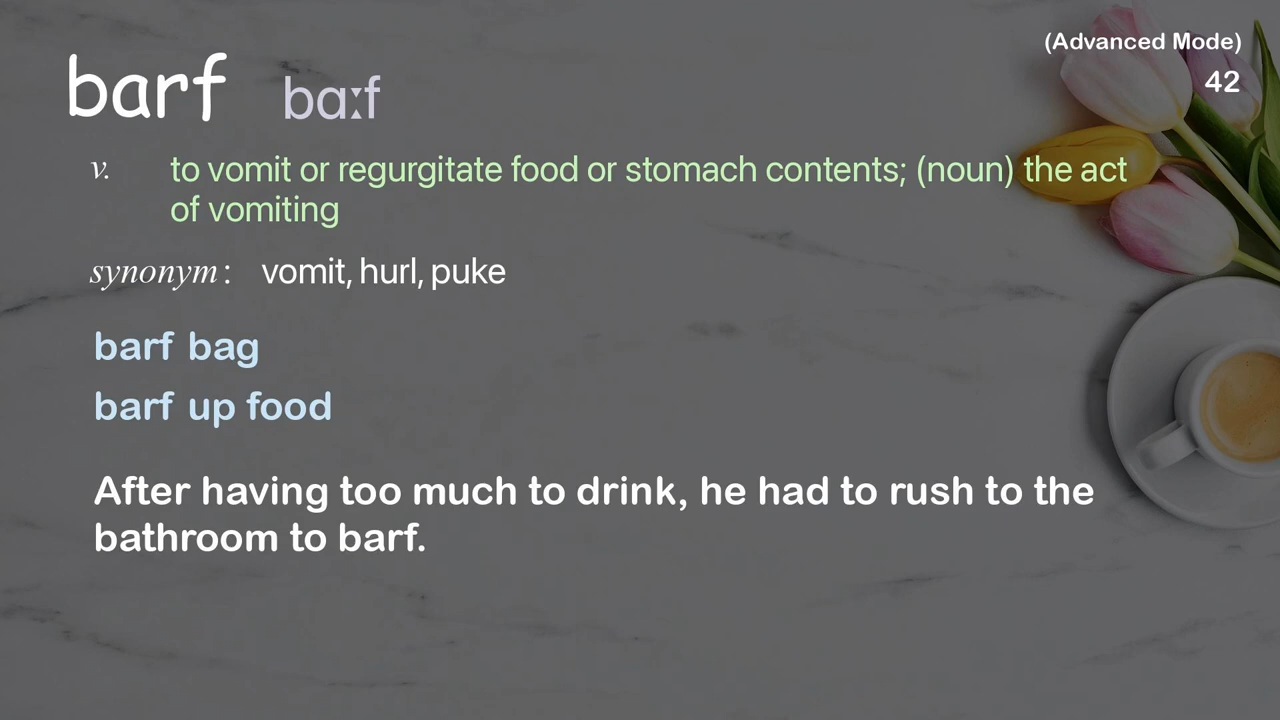 (Advanced Mode)
42
barf bɑːf
v. to vomit or regurgitate food or stomach contents; (noun) the act
of vomiting
synonym: vomit, hurl, puke
barf bag
barf up food
After having too much to drink, he had to rush to the
bathroom to barf.